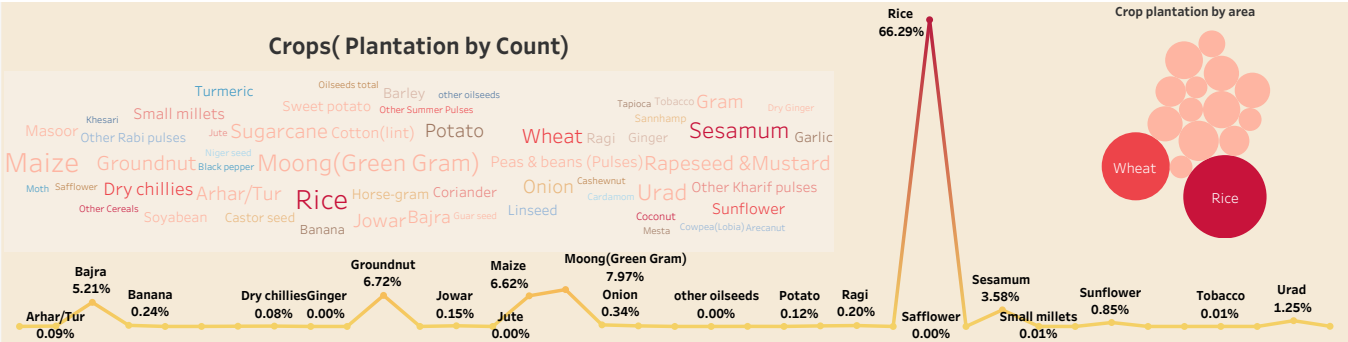 Crops( Plantation by Count)
Turmeric
Oilseeds total
Barley
other oilseeds
Small millets
Sweet potato
Other Summer Pulses
Khesari
Masoor
Other Rabi pulses
Jute
Sugarcane
Cotton(lint)
Potato
Niger seed
Maize
Groundnut
Black pepper
Moong(Green Gram)
Moth
Safflower
Dry chillies
Arhar/Tur
Rice
Horse-gram
Coriander
Other Cereals
Soyabean
Castor seed
Banana
Jowar
Bajra
Guar seed
Tapioca
Tobacco
Gram
Dry Ginger
Sannhamp
Wheat
Ragi
Ginger
Sesamum
Garlic
Peas & beans (Pulses)
Rapeseed &Mustard
Onion
Cashewnut
Cardamom
Urad
Other Kharif pulses
Linseed
Coconut
Sunflower
Mesta
Cowpea(Lobia)
Arecanut
Crop plantation by area
Wheat
Rice
Arhar/Tur
0.09%
Bajra
5.21%
Banana
0.24%
Dry chillies
0.08%
Ginger
0.00%
Groundnut
6.72%
Jowar
0.15%
Maize
6.62%
Jute
0.00%
Moong(Green Gram)
7.97%
Onion
0.34%
other oilseeds
0.00%
Potato
0.12%
Ragi
0.20%
Rice
66.29%
Safflower
0.00%
Sesamum
3.58%
Small millets
0.01%
Sunflower
0.85%
Tobacco
0.01%
Urad
1.25%